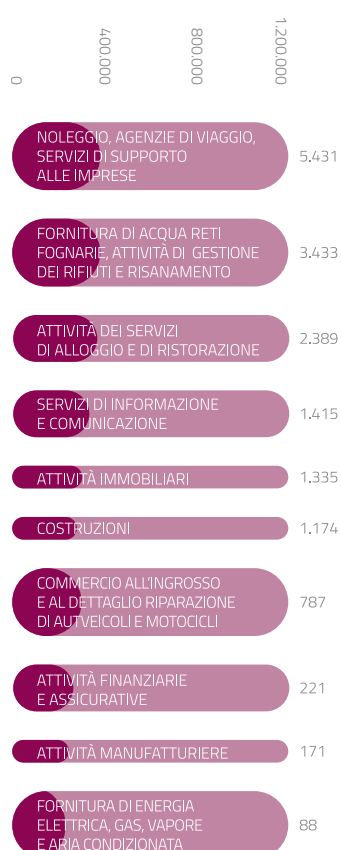 0
400.000
800.000
1.200.000
NOLEGGIO, AGENZIE DI VIAGGIO,
SERVIZI DI SUPPORTO
ALLE IMPRESE
5.431
FORNITURA DI ACQUA RETI
FOGNARIE, ATTIVITÀ DI GESTIONE
DEI RIFIUTI E RISANAMENTO
3.433
ATTIVITÀ DEI SERVIZI
DI ALLOGGIO E DI RISTORAZIONE
2.389
SERVIZI DI INFORMAZIONE
E COMUNICAZIONE
1.415
ATTIVITÀ IMMOBILIARI
1.335
COSTRUZIONI
1.174
COMMERCIO ALL'INGROSSO
E AL DETTAGLIO RIPARAZIONE
DI AUTVEICOLI E MOTOCICLI
787
ATTIVITÀ FINANZIARIE
E ASSICURATIVE
221
ATTIVITÀ MANUFATTURIERE
171
FORNITURA DI ENERGIA
ELETTRICA, GAS, VAPORE
E ARIA CONDIZIONATA
88